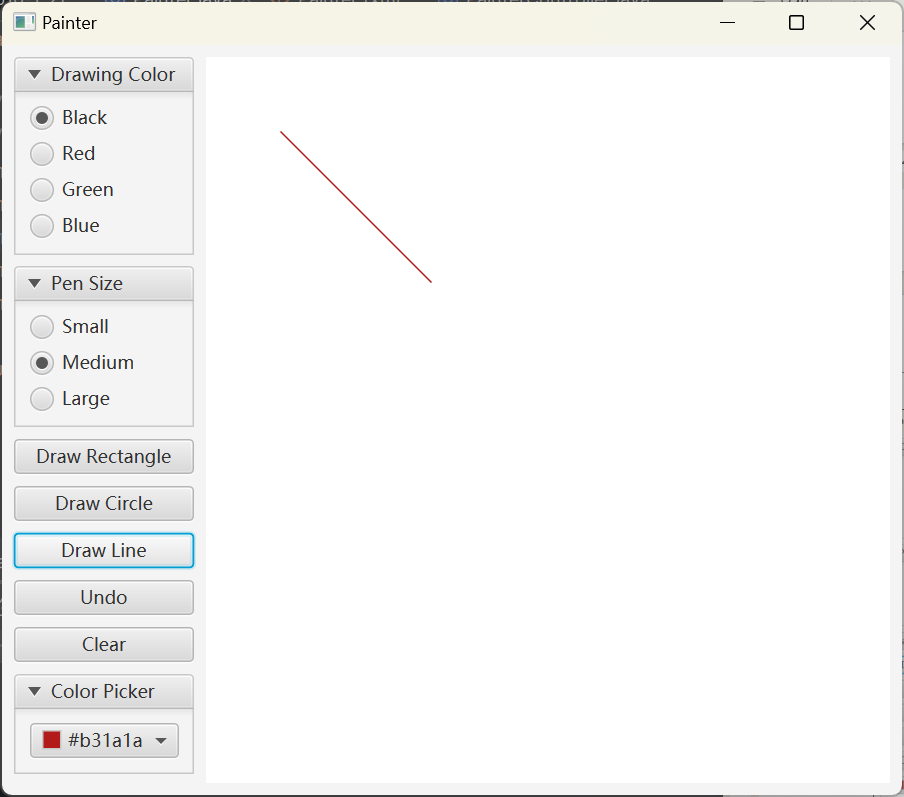 Painter
Drawing Color
Black
Red
Green
Blue
Pen Size
Small
Medium
Large
Draw Rectangle
Draw Circle
Draw Line
Undo
Clear
Color Picker
#b31a1a